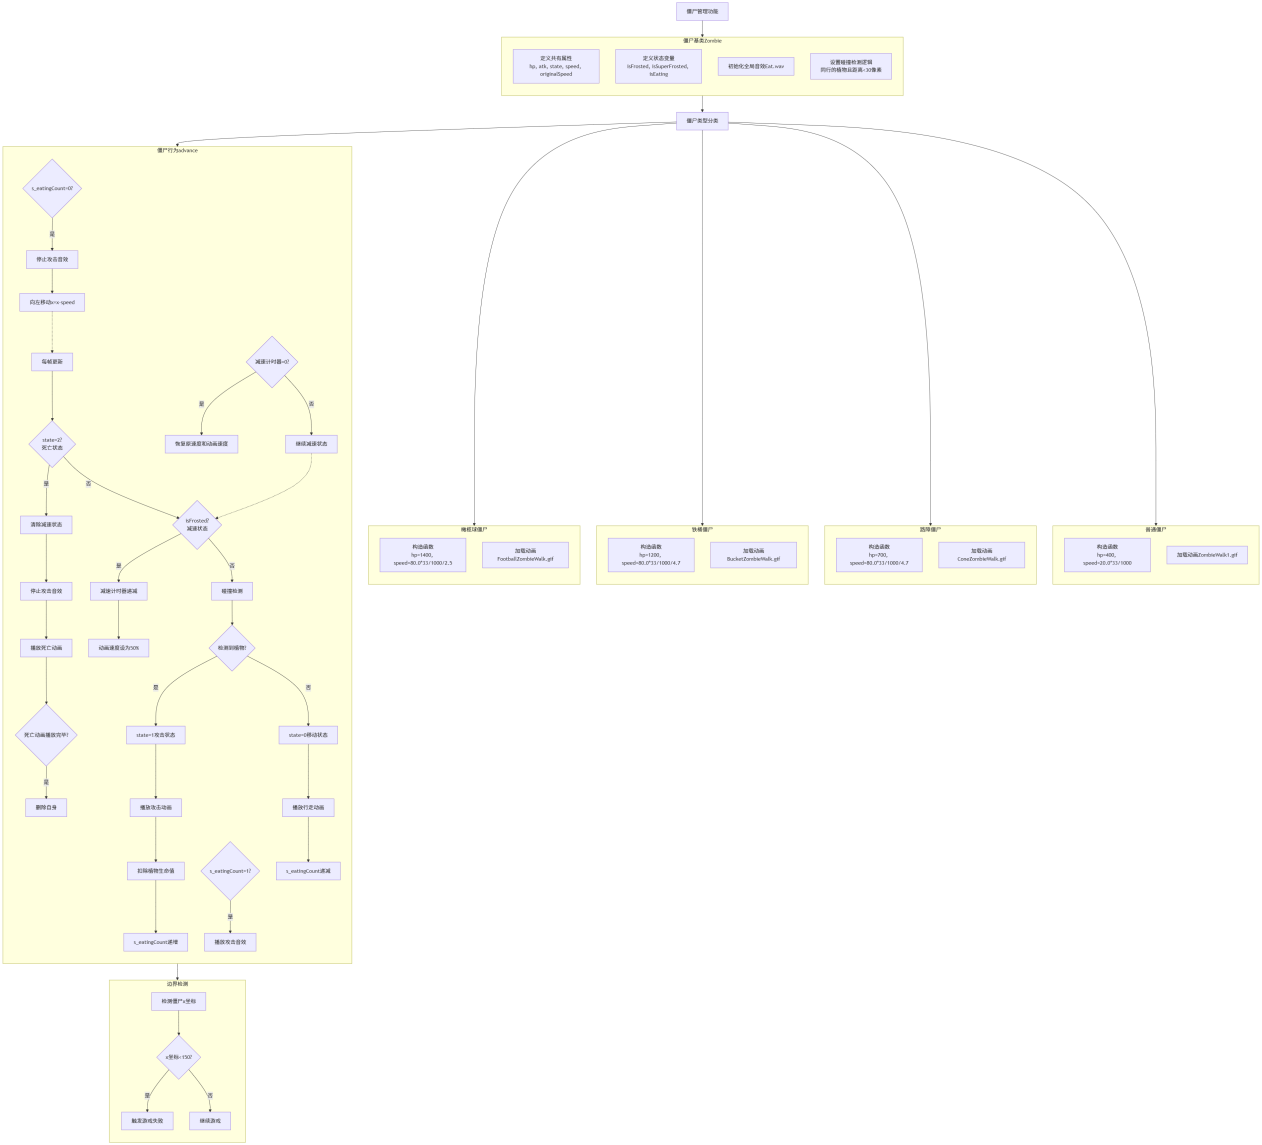 僵尸管理功能
僵尸基类Zombie
定义共有属性
hp, atk, state, speed,
originalSpeed
定义状态变量
isFrosted, isSuperFrosted,
isEating
初始化全局音效Eat.wav
设置碰撞检测逻辑
同行的植物且距离<30像素
僵尸类型分类
僵尸行为advance
s_eatingCount=0?
是
停止攻击音效
向左移动x=x-speed
每帧更新
减速计时器=0?
是
否
恢复原速度和动画速度
继续减速状态
state=2?
死亡状态
是
否
清除减速状态
isFrosted?
减速状态
是
否
停止攻击音效
减速计时器递减
碰撞检测
播放死亡动画
动画速度设为50%
检测到植物?
是
否
死亡动画播放完毕?
state=1攻击状态
state=0移动状态
是
删除自身
播放攻击动画
播放行走动画
扣除植物生命值
s_eatingCount=1?
s_eatingCount递减
是
s_eatingCount递增
播放攻击音效
橄榄球僵尸
构造函数
hp=1400,
speed=80.0*33/1000/2.5
加载动画
FootballZombieWalk.gif
铁桶僵尸
构造函数
hp=1300,
speed=80.0*33/1000/4.7
加载动画
BucketZombieWalk.gif
路障僵尸
构造函数
hp=700,
speed=80.0*33/1000/4.7
加载动画
ConeZombieWalk.gif
普通僵尸
构造函数
hp=400,
speed=20.0*33/1000
加载动画ZombieWalk1.gif
边界检测
检测僵尸x坐标
x坐标<150?
是
否
触发游戏失败
继续游戏